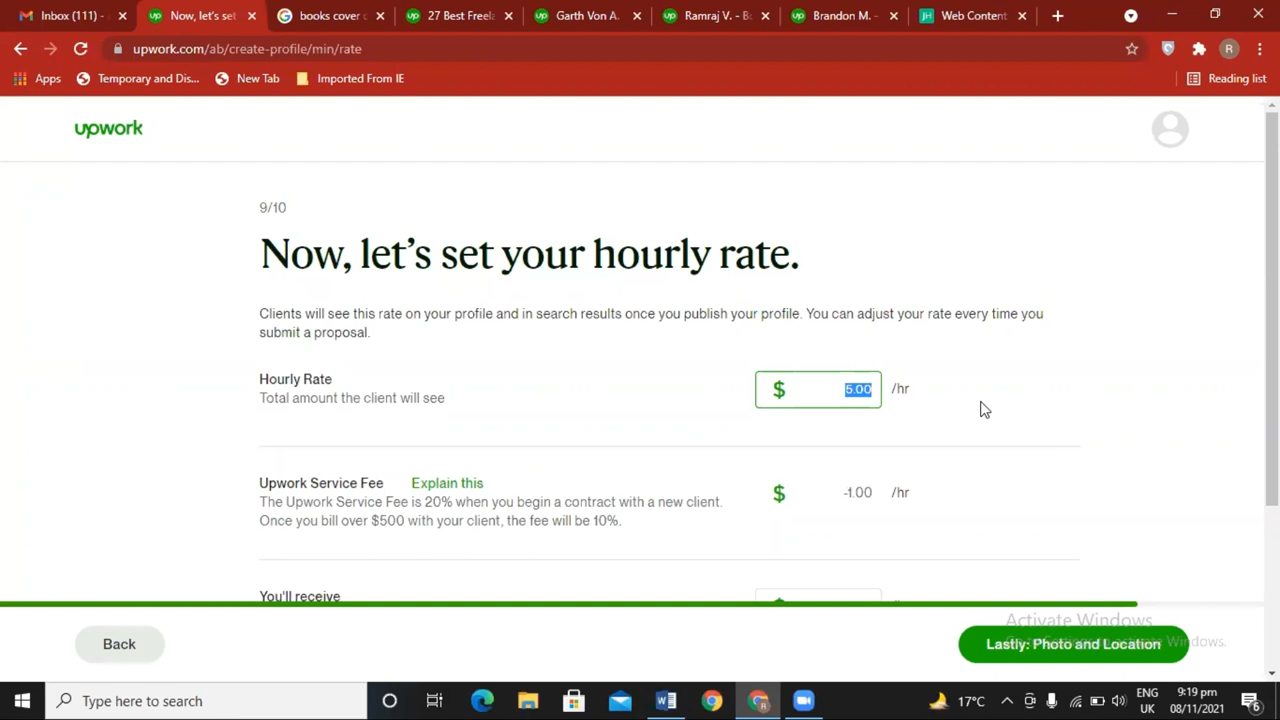 Inbox (111) -
Now, let's set
books cover
27 Best Freela
Garth Von A.
Ramraj V. - Bo
Brandon M. -
Web Content
upwork.com/ab/create-profile/min/rate
R
Apps
Temporary and Dis...
New Tab
Imported From IE
Reading list
upwork
9/10
Now, let's set your hourly rate.
Clients will see this rate on your profile and in search results once you publish your profile. You can adjust your rate every time you
submit a proposal.
Hourly Rate
Total amount the client will see
$ 5.00 /hr
Upwork Service Fee Explain this
The Upwork Service Fee is 20% when you begin a contract with a new client.
Once you bill over $500 with your client, the fee will be 10%.
$ -1.00 /hr
You'll receive
Activate Windows
Back
Lastly: Photo and Location
Type here to search
17°C
ENG
UK
9:19 pm
08/11/2021
6